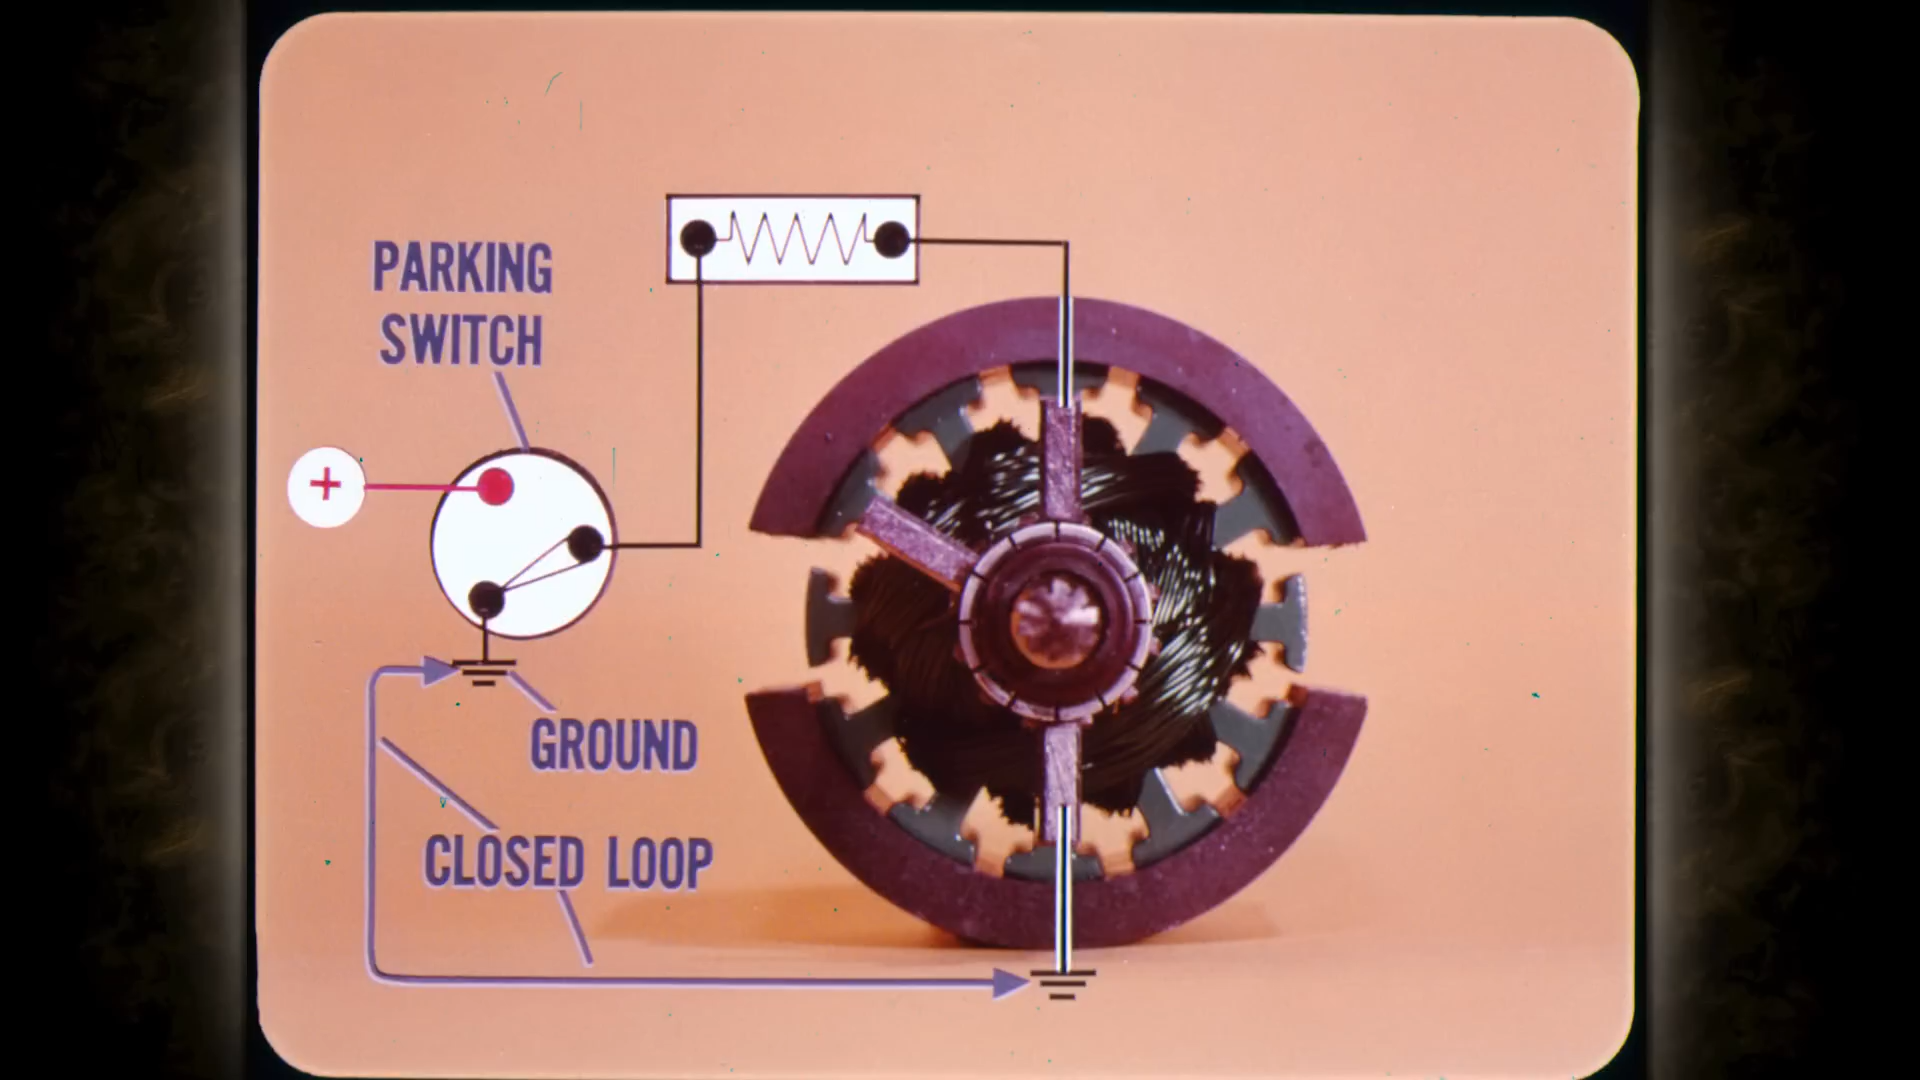 PARKING
SWITCH
+
GROUND
CLOSED LOOP